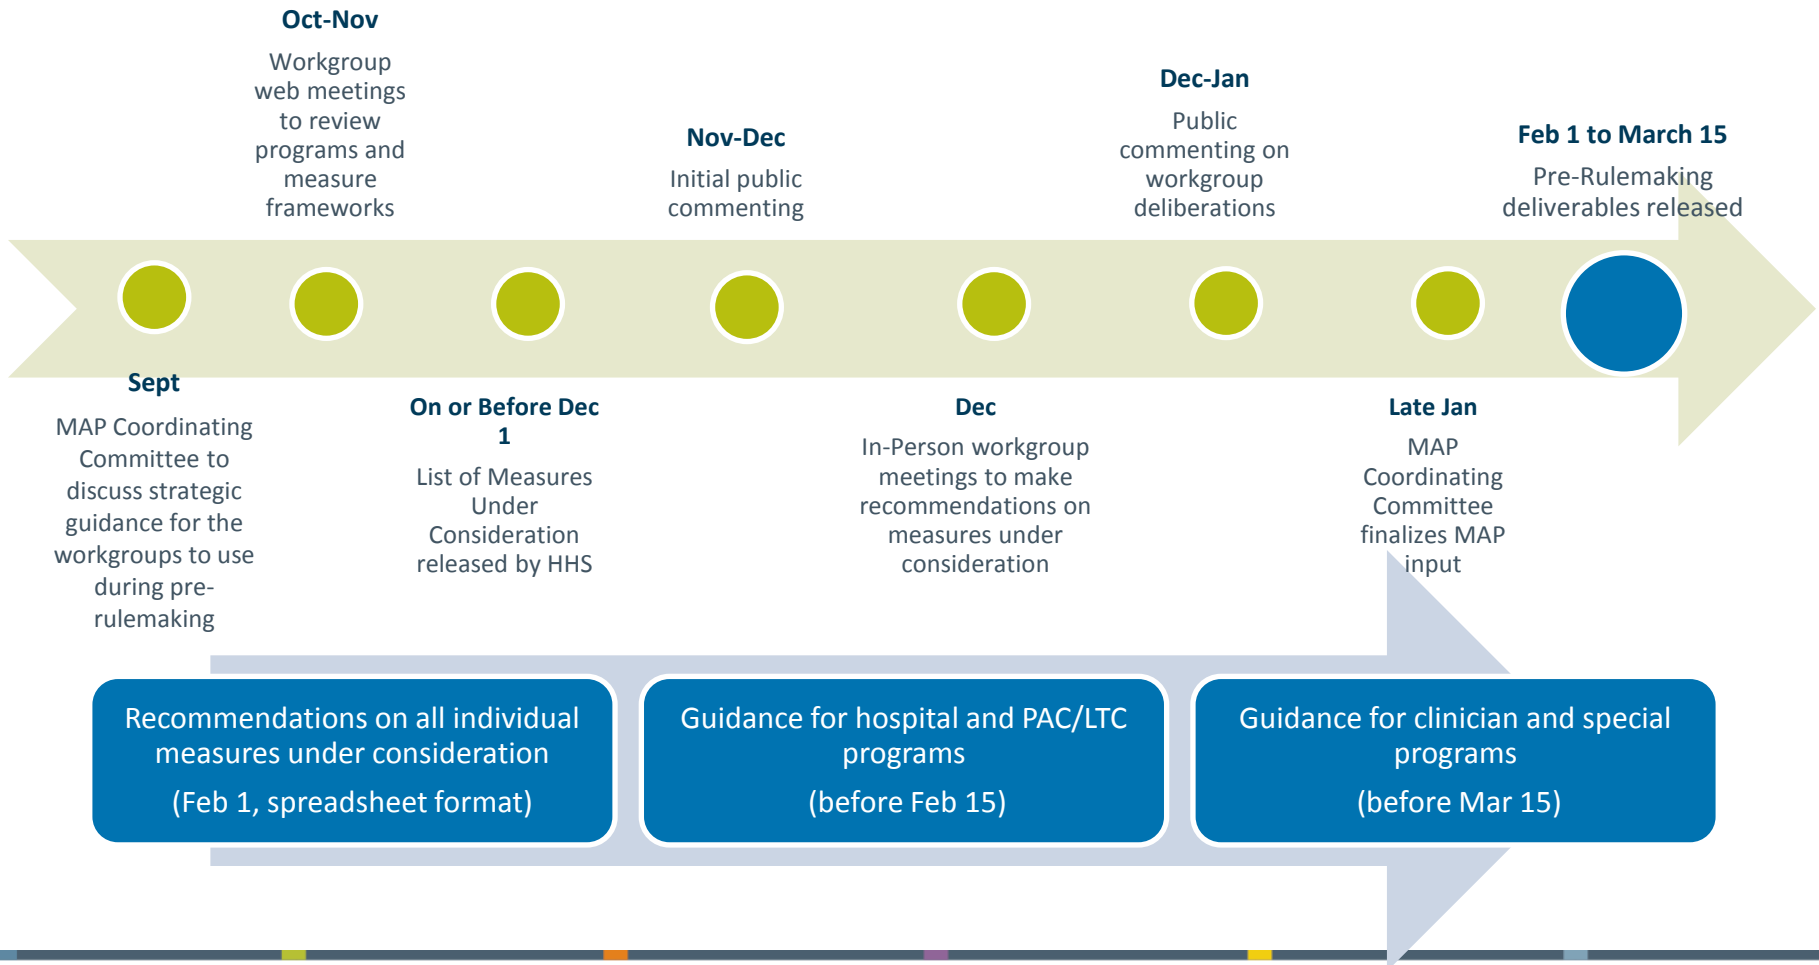 Oct-Nov
Workgroup
web meetings
to review
programs and
measure
frameworks
Nov-Dec
Initial public
commenting
Dec-Jan
Public
commenting on
workgroup
deliberations
Feb 1 to March 15
Pre-Rulemaking
deliverables released
Sept
MAP Coordinating
Committee to
discuss strategic
guidance for the
workgroups to use
during pre-
rulemaking
On or Before Dec
1
List of Measures
Under
Consideration
released by HHS
Dec
In-Person workgroup
meetings to make
recommendations on
measures under
consideration
Late Jan
MAP
Coordinating
Committee
finalizes MAP
input
Recommendations on all individual
measures under consideration
(Feb 1, spreadsheet format)
Guidance for hospital and PAC/LTC
programs
(before Feb 15)
Guidance for clinician and special
programs
(before Mar 15)